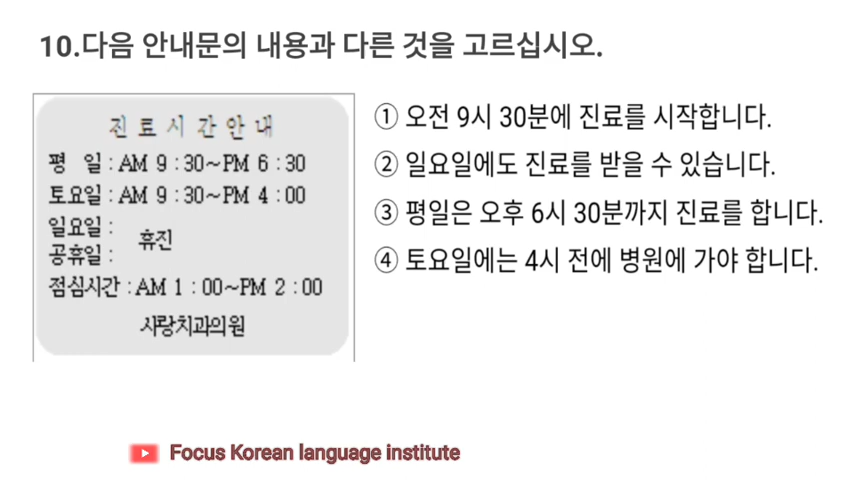 10.다음 안내문의 내용과 다른 것을 고르십시오.
진 료 시 간 안 내
평 일 : AM 9 : 30~PM 6 : 30
토요일 : AM 9 : 30~PM 4 : 00
일요일 :
공휴일 : 휴진
점심시간 : AM 1 : 00~PM 2 : 00
사랑치과의원
① 오전 9시 30분에 진료를 시작합니다.
② 일요일에도 진료를 받을 수 있습니다.
③ 평일은 오후 6시 30분까지 진료를 합니다.
④ 토요일에는 4시 전에 병원에 가야 합니다.
Focus Korean language institute